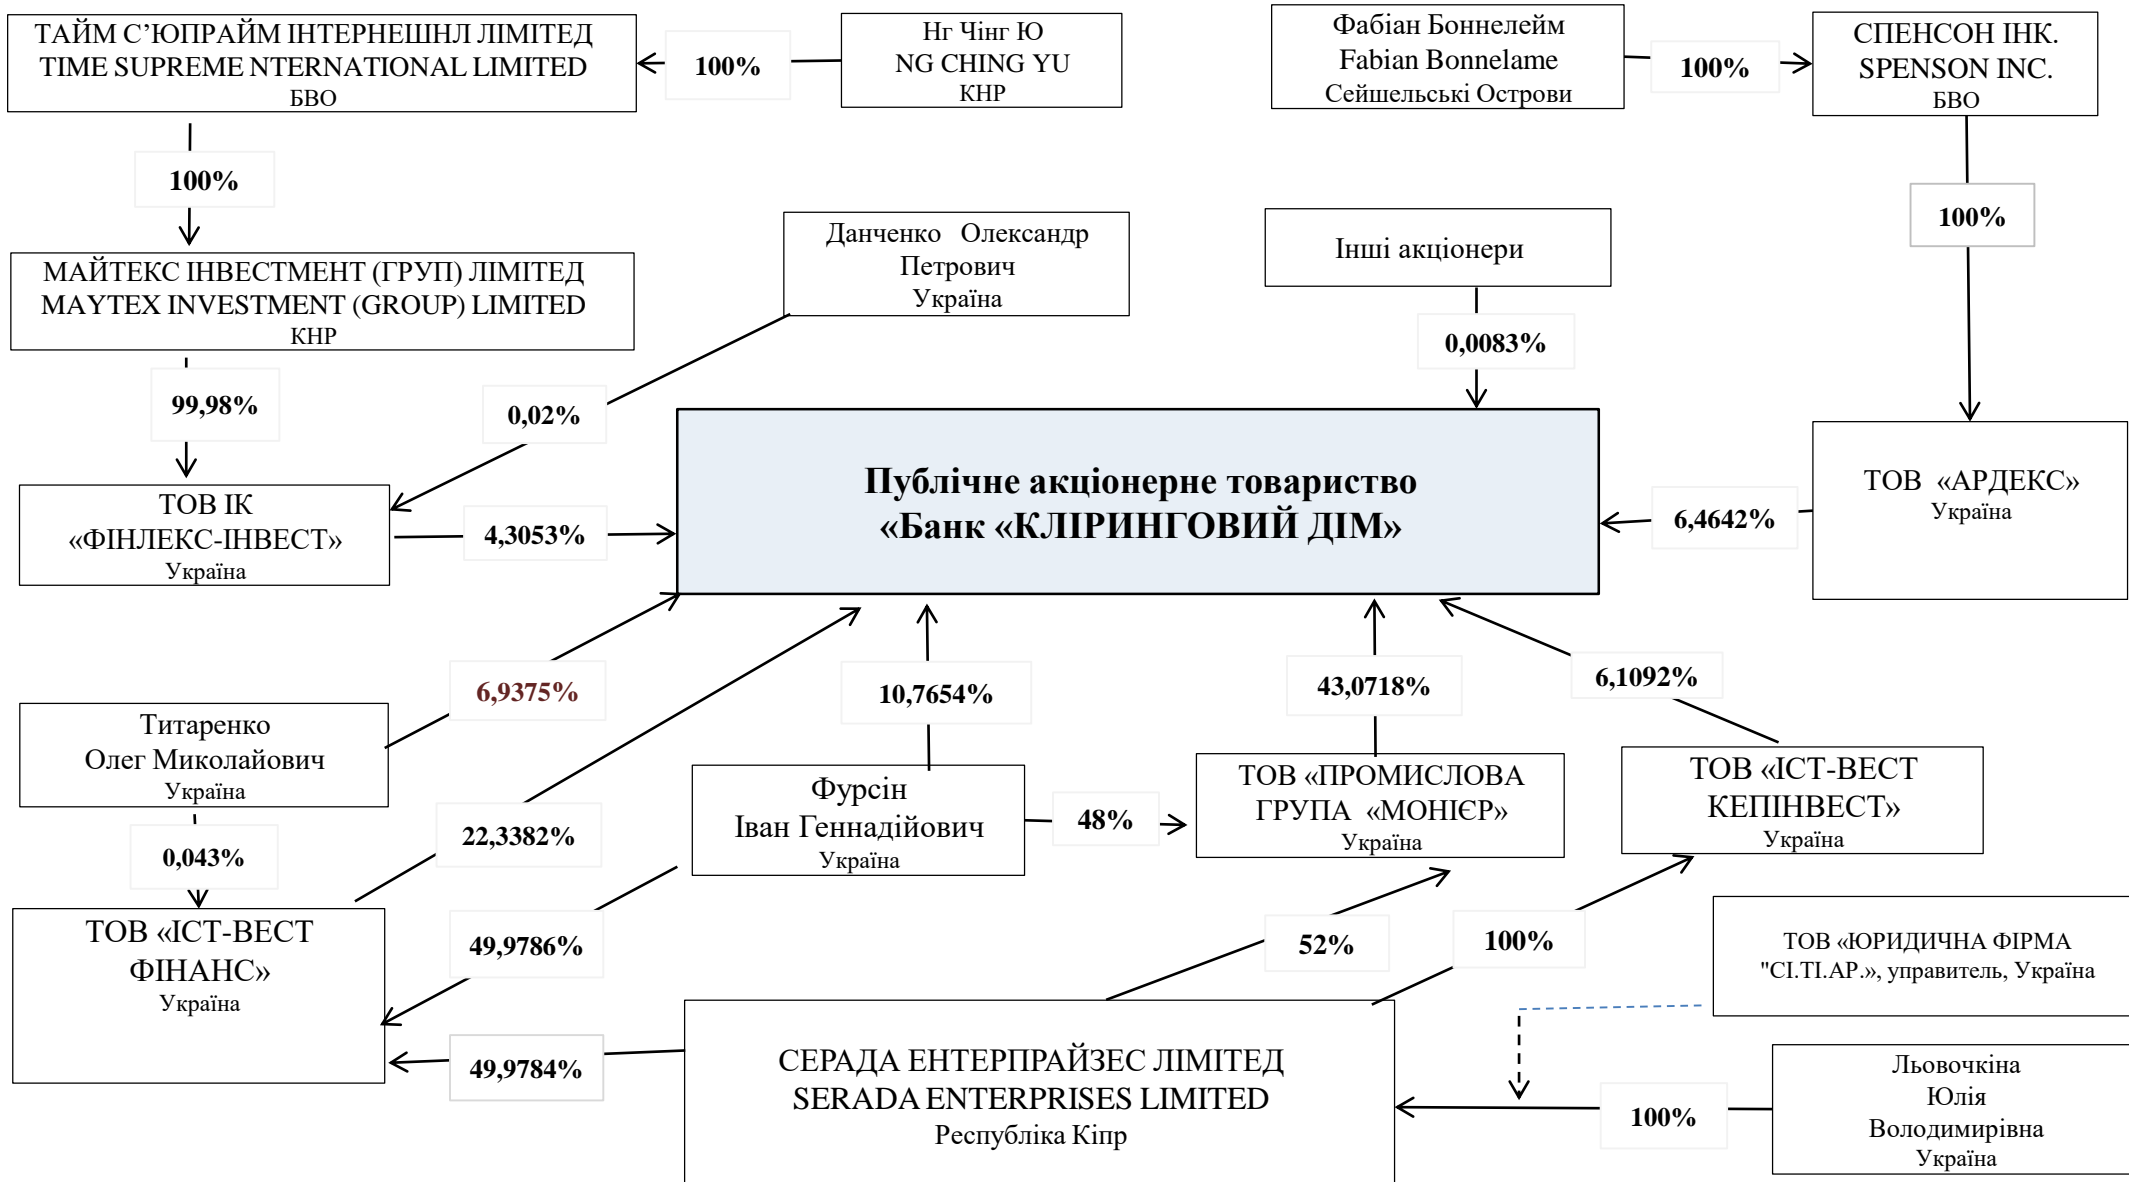 ТАЙМ С’ЮПРАЙМ ІНТЕРНЕШНЛ ЛІМІТЕД
TIME SUPREME NTERNATIONAL LIMITED
БВО
100%
Нг Чінг Ю
NG CHING YU
КНР
Фабіан Боннелейм
Fabian Bonnelame
Сейшельські Острови
100%
СПЕНСОН ІНК.
SPENSON INC.
БВО
100%
100%
МАЙТЕКС ІНВЕСТМЕНТ (ГРУП) ЛІМІТЕД
MAYTEX INVESTMENT (GROUP) LIMITED
КНР
Данченко Олександр
Петрович
Україна
Інші акціонери
0,0083%
99,98%
0,02%
ТОВ ІК
«ФІНЛЕКС-ІНВЕСТ»
Україна
4,3053%
Публічне акціонерне товариство
«Банк «КЛІРИНГОВИЙ ДІМ»
6,4642%
ТОВ «АРДЕКС»
Україна
6,9375%
10,7654%
43,0718%
6,1092%
Титаренко
Олег Миколайович
Україна
0,043%
22,3382%
Фурсін
Іван Геннадійович
Україна
48%
ТОВ «ПРОМИСЛОВА
ГРУПА «МОНІЄР»
Україна
ТОВ «ІСТ-ВЕСТ
КЕПІНВЕСТ»
Україна
ТОВ «ІСТ-ВЕСТ
ФІНАНС»
Україна
49,9786%
52%
100%
ТОВ «ЮРИДИЧНА ФІРМА
"СІ.ТІ.АР.», управитель, Україна
49,9784%
СЕРАДА ЕНТЕРПРАЙЗЕС ЛІМІТЕД
SERADA ENTERPRISES LIMITED
Республіка Кіпр
100%
Льовочкіна
Юлія
Володимирівна
Україна